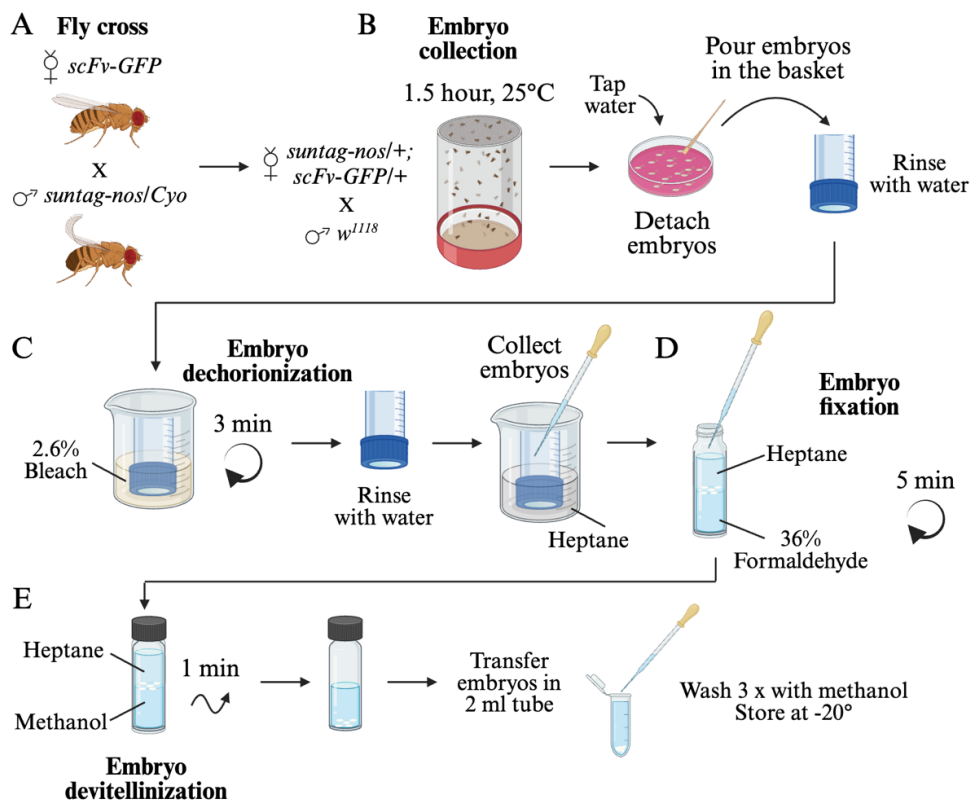 A
Fly cross
☿ scFv-GFP
X
♂ suntag-nos/Cyo
☿ suntag-nos/+;
scFv-GFP/+
X
♂ w1118
B
Embryo
collection
1.5 hour, 25°C
Tap
water
Detach
embryos
Pour embryos
in the basket
Rinse
with water
C
Embryo
dechorionization
2.6%
Bleach
3 min
Rinse
with water
Collect
embryos
Heptane
D
Embryo
fixation
Heptane
36%
Formaldehyde
5 min
E
Heptane
Methanol
1 min
Embryo
devitellinization
Transfer
embryos in
2 ml tube
Wash 3 x with methanol
Store at -20°